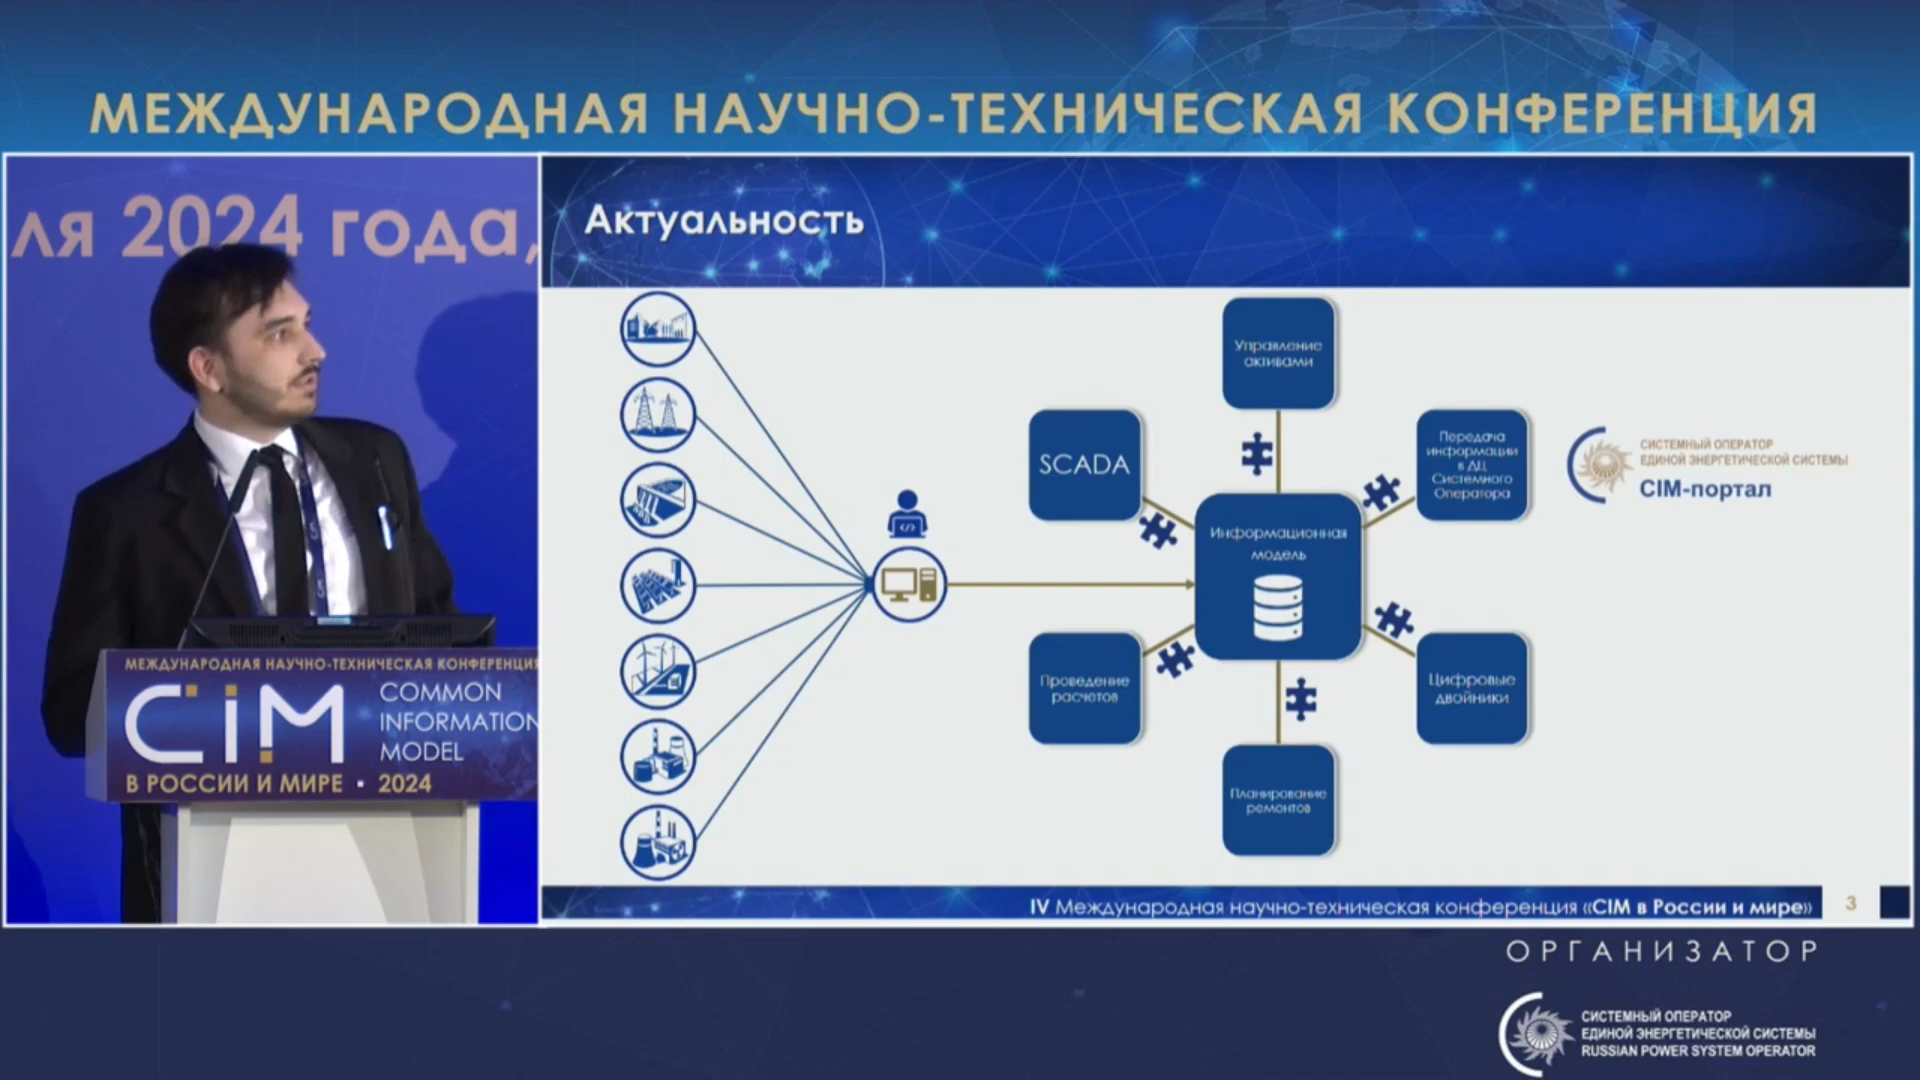 МЕЖДУНАРОДНАЯ НАУЧНО-ТЕХНИЧЕСКАЯ КОНФЕРЕНЦИЯ
ля 2024 года,
МЕЖДУНАРОДНАЯ НАУЧНО-ТЕХНИЧЕСКАЯ КОНФЕРЕНЦИЯ
CIM
COMMON
INFORMATION
MODEL
В РОССИИ И МИРЕ · 2024
Актуальность
Управление
активами
SCADA
Передача
информации
в ДЦ
Системного
Оператора
СИСТЕМНЫЙ ОПЕРАТОР
ЕДИНОЙ ЭНЕРГЕТИЧЕСКОЙ СИСТЕМЫ
CIM-портал
Информационная
модель
Проведение
расчетов
Цифровые
двойники
Планирование
ремонтов
IV Международная научно-техническая конференция «CIM в России и мире»
3
ОРГАНИЗАТОР
СИСТЕМНЫЙ ОПЕРАТОР
ЕДИНОЙ ЭНЕРГЕТИЧЕСКОЙ СИСТЕМЫ
RUSSIAN POWER SYSTEM OPERATOR